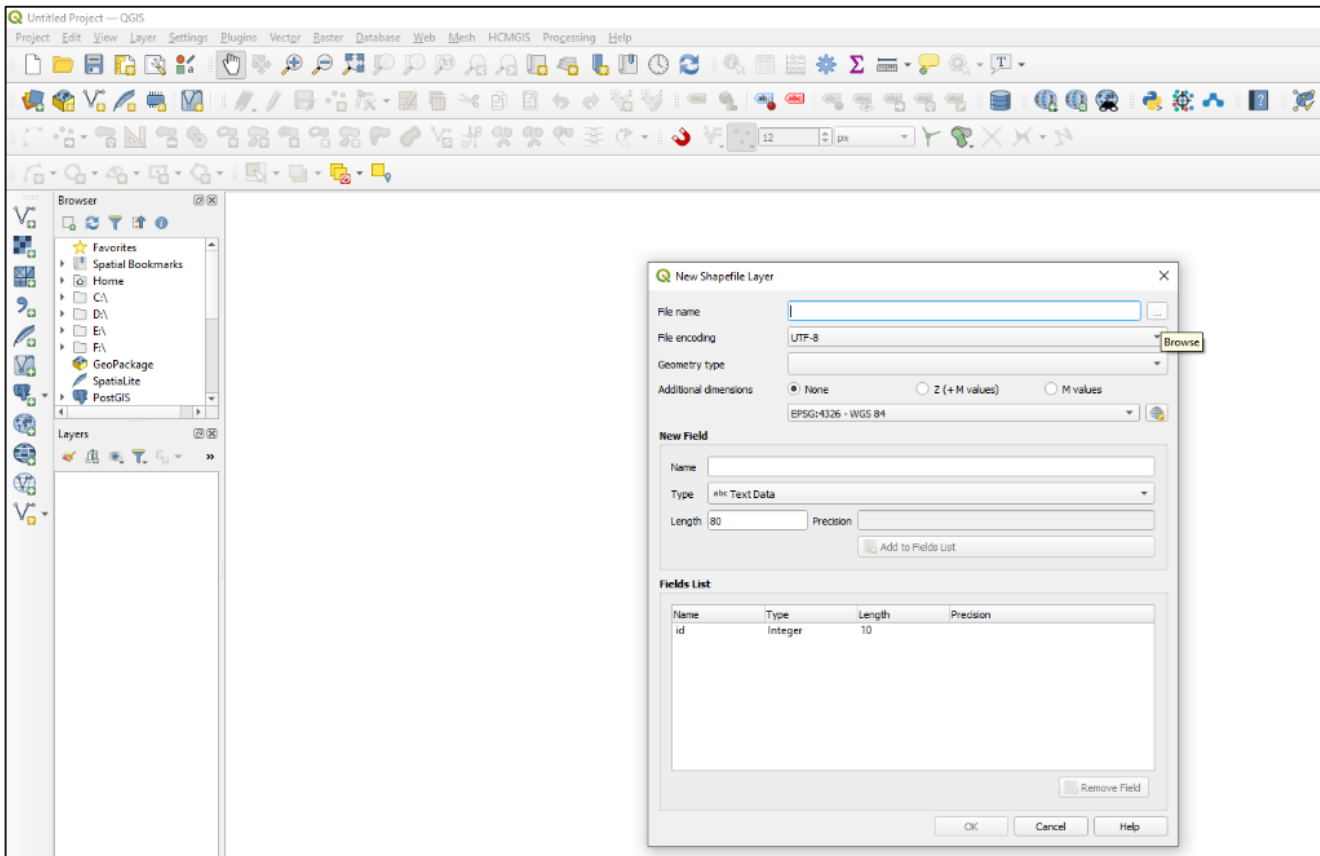 Untitled Project — QGIS
Project Edit View Layer Settings Plugins Vector Raster Database Web Mesh HCMGIS Processing Help
12 px
Browser
Favorites
Spatial Bookmarks
Home
C:\
D:\
E:\
F:\
GeoPackage
SpatiaLite
PostGIS
Layers
New Shapefile Layer
File name
...
File encoding UTF-8
Browse
Geometry type
Additional dimensions None Z (+ M values) M values
EPSG:4326 - WGS 84
New Field
Name
Type abc Text Data
Length 80 Precision
Add to Fields List
Fields List
Name Type Length Precision
id Integer 10
Remove Field
OK Cancel Help